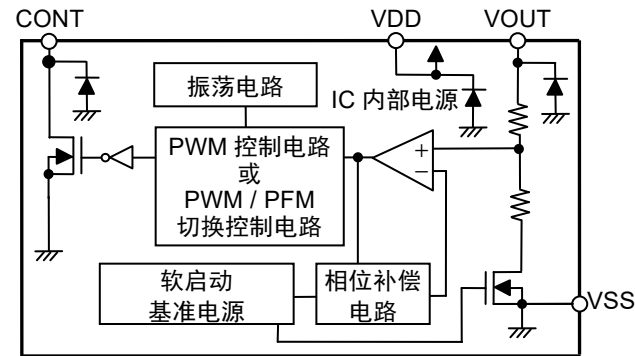 CONT
VDD
VOUT
振荡电路
IC 内部电源
PWM 控制电路
或
PWM / PFM
切换控制电路
+
−
软启动
基准电源
相位补偿
电路
VSS